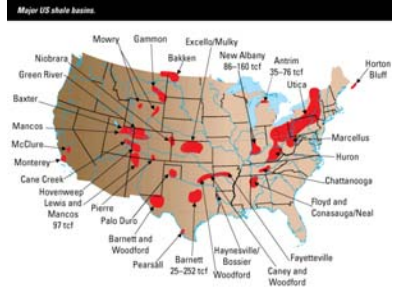 Major US shale basins.
Mowry
Gammon
Bakken
Excello/Mulky
New Albany
86–160 tcf
Antrim
35–76 tcf
Utica
Horton
Bluff
Niobrara
Green River
Baxter
Mancos
McClure
Monterey
Cane Creek
Hovenweep
Lewis and
Mancos
97 tcf
Pierre
Palo Duro
Barnett and
Woodford
Pearsall
Barnett
25–252 tcf
Haynesville/
Bossier
Woodford
Caney and
Woodford
Fayetteville
Floyd and
Conasauga/Neal
Chattanooga
Huron
Marcellus